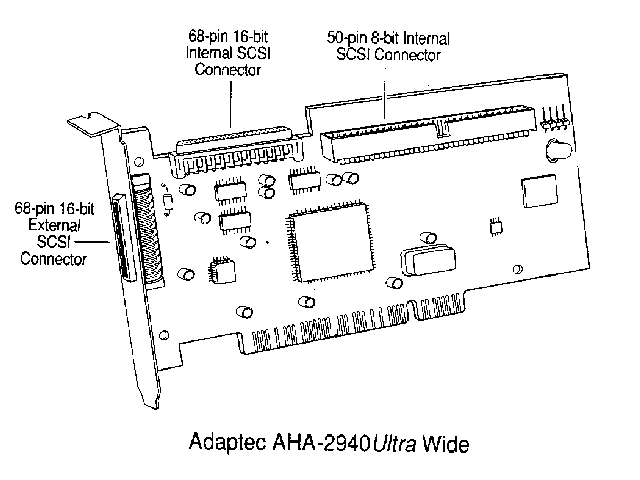 68-pin 16-bit
Internal SCSI
Connector
50-pin 8-bit Internal
SCSI Connector
68-pin 16-bit
External
SCSI
Connector
Adaptec AHA-2940Ultra Wide